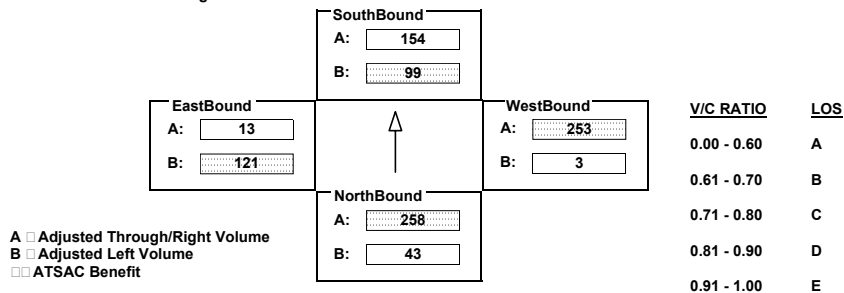 SouthBound
A: 154
B: 99
EastBound
A: 13
B: 121
WestBound
A: 253
B: 3
NorthBound
A: 258
B: 43
A □ Adjusted Through/Right Volume
B □ Adjusted Left Volume
□□ ATSAC Benefit
V/C RATIO LOS
0.00 - 0.60 A
0.61 - 0.70 B
0.71 - 0.80 C
0.81 - 0.90 D
0.91 - 1.00 E